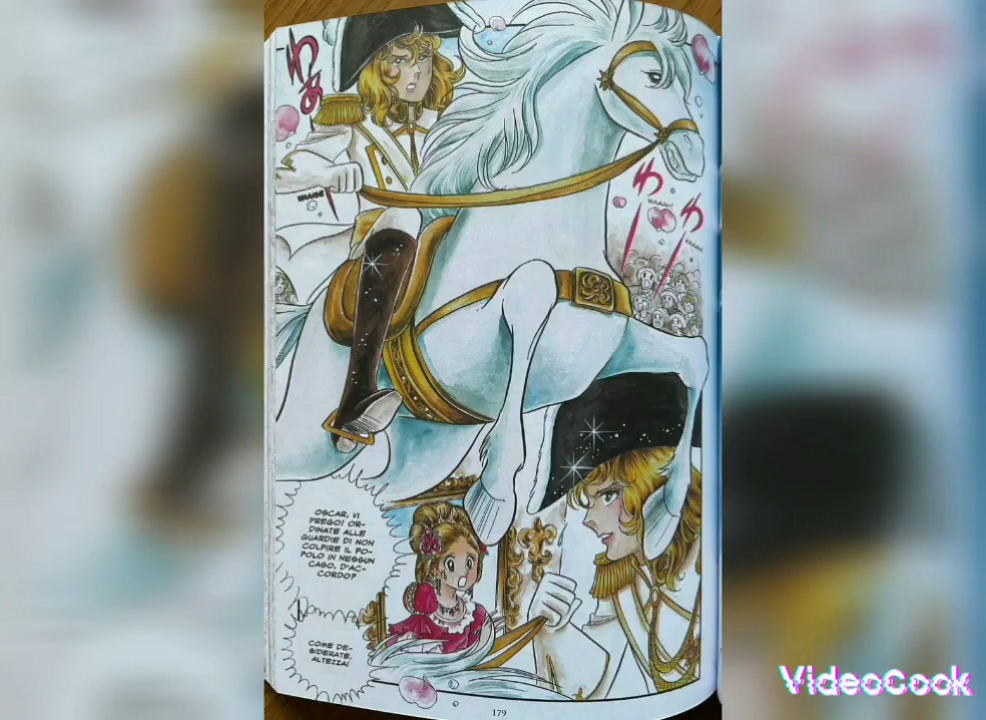 わあ
わ
わ
OSCAR, VI
PREGO! OR-
DINATE ALLE
GUARDIE DI NON
COLPIRE IL PO-
POLO IN NESSUN
CASO, D'AC-
CORDO?
COME DE-
SIDERATE,
ALTEZZA!
179
VideoCook